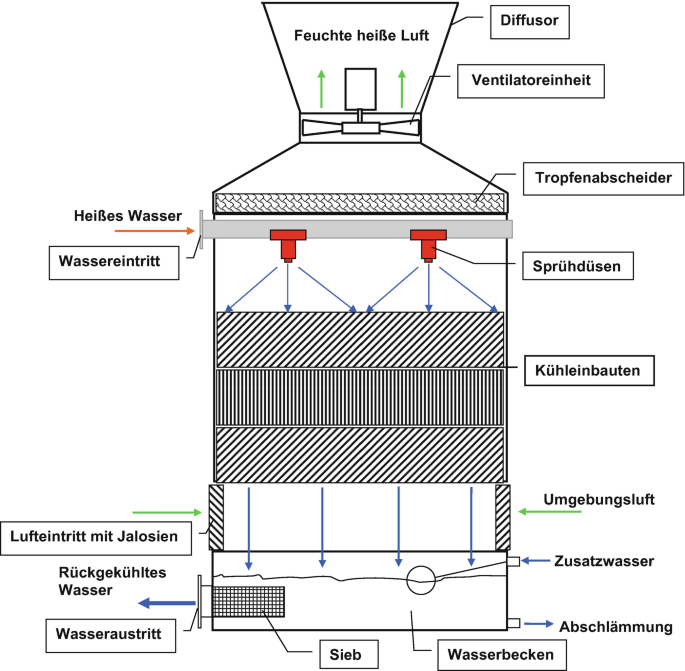 Diffusor
Feuchte heiße Luft
Ventilatoreinheit
Tropfenabscheider
Heißes Wasser
Wassereintritt
Sprühdüsen
Kühleinbauten
Umgebungsluft
Lufteintritt mit Jalosien
Zusatzwasser
Rückgekühltes
Wasser
Abschlämmung
Wasseraustritt
Sieb
Wasserbecken